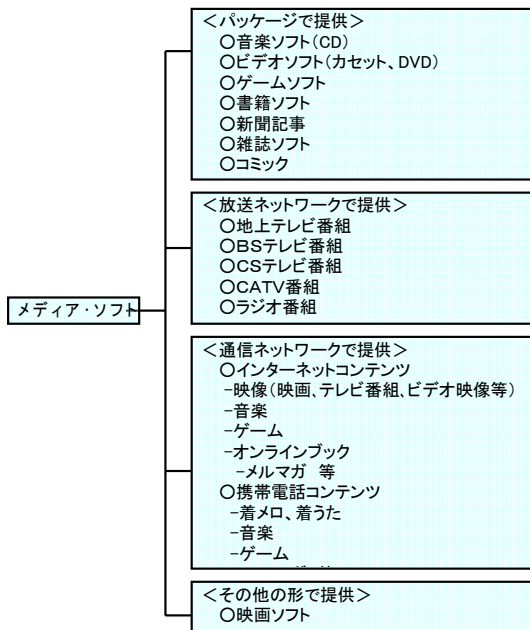 ＜パッケージで提供＞
○音楽ソフト（CD）
○ビデオソフト（カセット、DVD）
○ゲームソフト
○書籍ソフト
○新聞記事
○雑誌ソフト
○コミック
＜放送ネットワークで提供＞
○地上テレビ番組
○BSテレビ番組
○CSテレビ番組
○CATV番組
○ラジオ番組
メディア・ソフト
＜通信ネットワークで提供＞
○インターネットコンテンツ
−映像（映画、テレビ番組、ビデオ映像等）
−音楽
−ゲーム
−オンラインブック
−メルマガ 等
○携帯電話コンテンツ
−着メロ、着うた
−音楽
−ゲーム
＜その他の形で提供＞
○映画ソフト